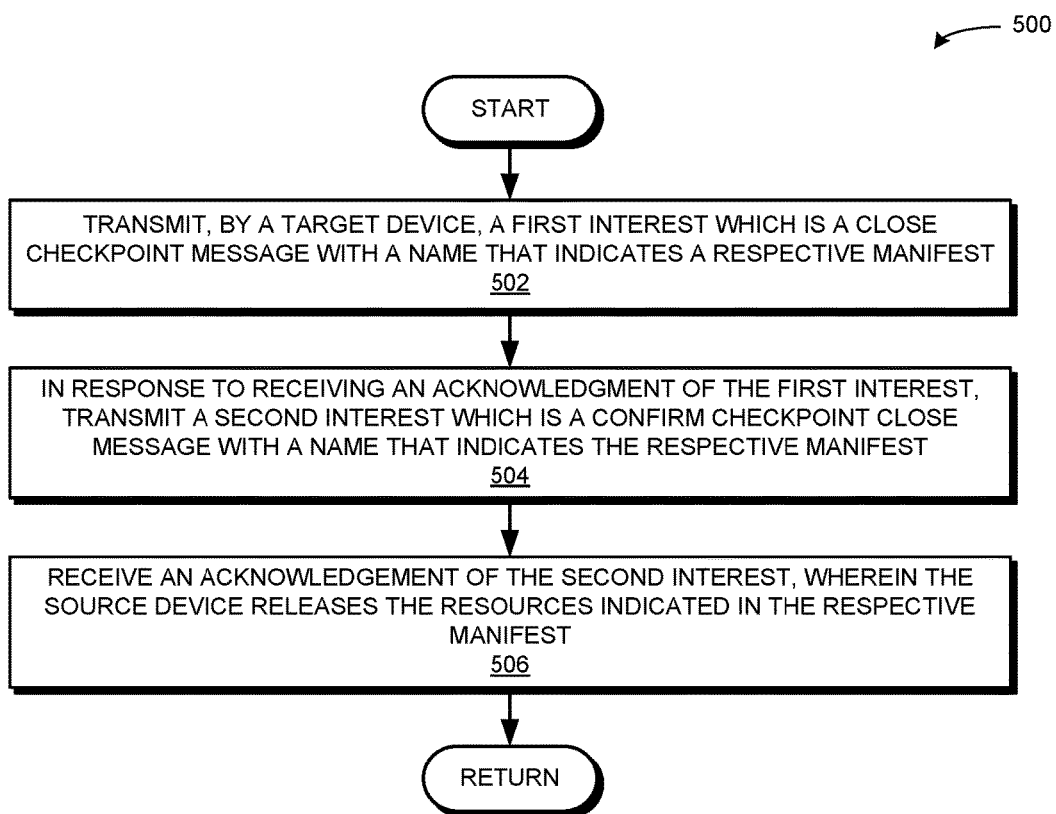 500
START
TRANSMIT, BY A TARGET DEVICE, A FIRST INTEREST WHICH IS A CLOSE
CHECKPOINT MESSAGE WITH A NAME THAT INDICATES A RESPECTIVE MANIFEST
502
IN RESPONSE TO RECEIVING AN ACKNOWLEDGMENT OF THE FIRST INTEREST,
TRANSMIT A SECOND INTEREST WHICH IS A CONFIRM CHECKPOINT CLOSE
MESSAGE WITH A NAME THAT INDICATES THE RESPECTIVE MANIFEST
504
RECEIVE AN ACKNOWLEDGEMENT OF THE SECOND INTEREST, WHEREIN THE
SOURCE DEVICE RELEASES THE RESOURCES INDICATED IN THE RESPECTIVE
MANIFEST
506
RETURN